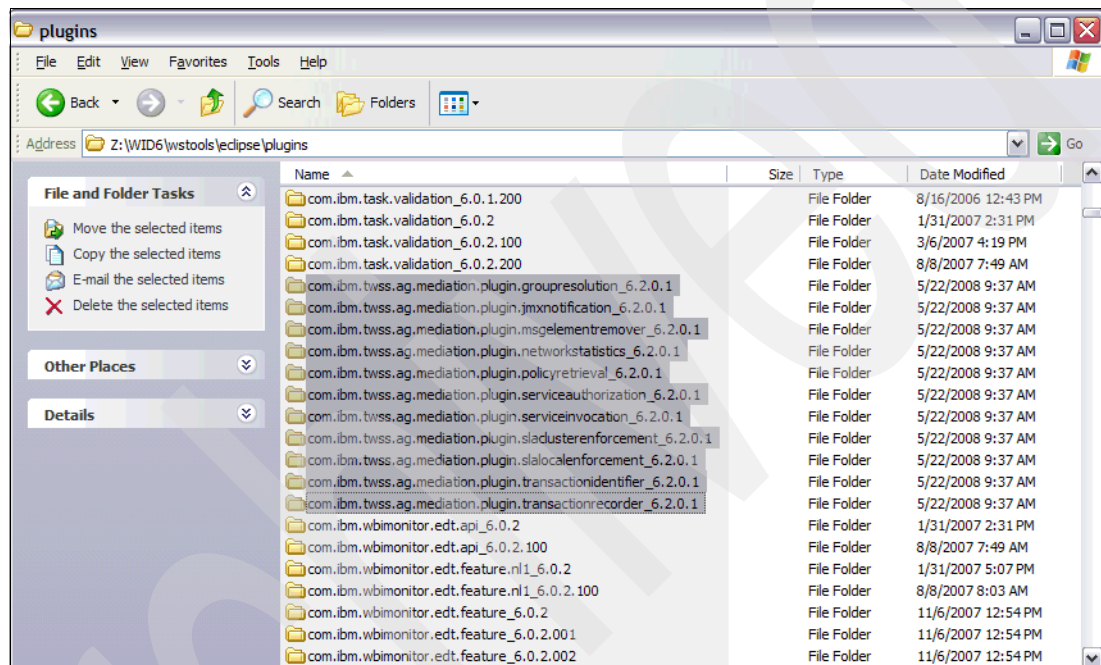 plugins
File Edit View Favorites Tools Help
Back Search Folders
Address Z:\WID6\wstools\eclipse\plugins Go
Name Size Type Date Modified
File and Folder Tasks
Move the selected items
Copy the selected items
E-mail the selected items
Delete the selected items
Other Places
Details
com.ibm.task.validation_6.0.1.200 File Folder 8/16/2006 12:43 PM
com.ibm.task.validation_6.0.2 File Folder 1/31/2007 2:31 PM
com.ibm.task.validation_6.0.2.100 File Folder 3/6/2007 4:19 PM
com.ibm.task.validation_6.0.2.200 File Folder 8/8/2007 7:49 AM
com.ibm.twss.ag.mediation.plugin.groupresolution_6.2.0.1 File Folder 5/22/2008 9:37 AM
com.ibm.twss.ag.mediation.plugin.jmxnotification_6.2.0.1 File Folder 5/22/2008 9:37 AM
com.ibm.twss.ag.mediation.plugin.msgelementremover_6.2.0.1 File Folder 5/22/2008 9:37 AM
com.ibm.twss.ag.mediation.plugin.networkstatistics_6.2.0.1 File Folder 5/22/2008 9:37 AM
com.ibm.twss.ag.mediation.plugin.policyretrieval_6.2.0.1 File Folder 5/22/2008 9:37 AM
com.ibm.twss.ag.mediation.plugin.serviceauthorization_6.2.0.1 File Folder 5/22/2008 9:37 AM
com.ibm.twss.ag.mediation.plugin.serviceinvocation_6.2.0.1 File Folder 5/22/2008 9:37 AM
com.ibm.twss.ag.mediation.plugin.slaclusterenforcement_6.2.0.1 File Folder 5/22/2008 9:37 AM
com.ibm.twss.ag.mediation.plugin.slalocalenforcement_6.2.0.1 File Folder 5/22/2008 9:37 AM
com.ibm.twss.ag.mediation.plugin.transactionidentifier_6.2.0.1 File Folder 5/22/2008 9:37 AM
com.ibm.twss.ag.mediation.plugin.transactionrecorder_6.2.0.1 File Folder 5/22/2008 9:37 AM
com.ibm.wbimonitor.edt.api_6.0.2 File Folder 1/31/2007 2:31 PM
com.ibm.wbimonitor.edt.api_6.0.2.100 File Folder 8/8/2007 7:49 AM
com.ibm.wbimonitor.edt.feature.nl1_6.0.2 File Folder 1/31/2007 5:07 PM
com.ibm.wbimonitor.edt.feature.nl1_6.0.2.100 File Folder 8/8/2007 8:03 AM
com.ibm.wbimonitor.edt.feature_6.0.2 File Folder 11/6/2007 12:54 PM
com.ibm.wbimonitor.edt.feature_6.0.2.001 File Folder 11/6/2007 12:54 PM
com.ibm.wbimonitor.edt.feature_6.0.2.002 File Folder 11/6/2007 12:54 PM